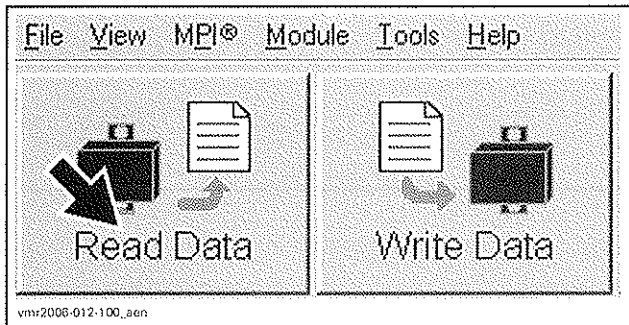 File View MPI® Module Tools Help
Read Data Write Data
vmr2006-012-100_aen